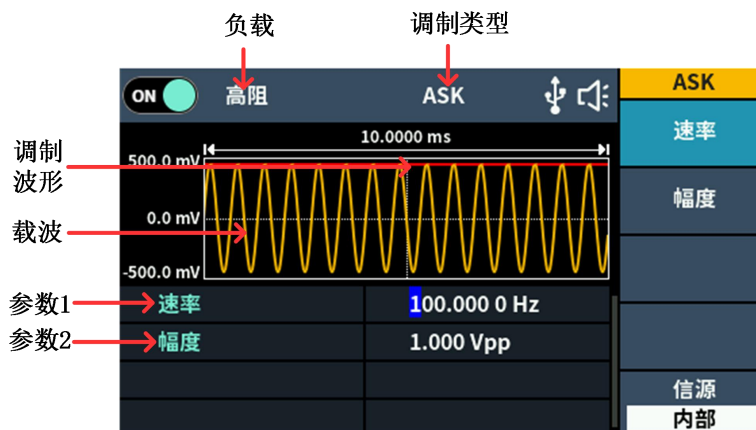 负载
调制类型
ON
高阻
ASK
ASK
10.0000 ms
速率
调制
波形
500.0 mV
幅度
载波
0.0 mV
-500.0 mV
参数1
速率
100.000 0 Hz
参数2
幅度
1.000 Vpp
信源
内部